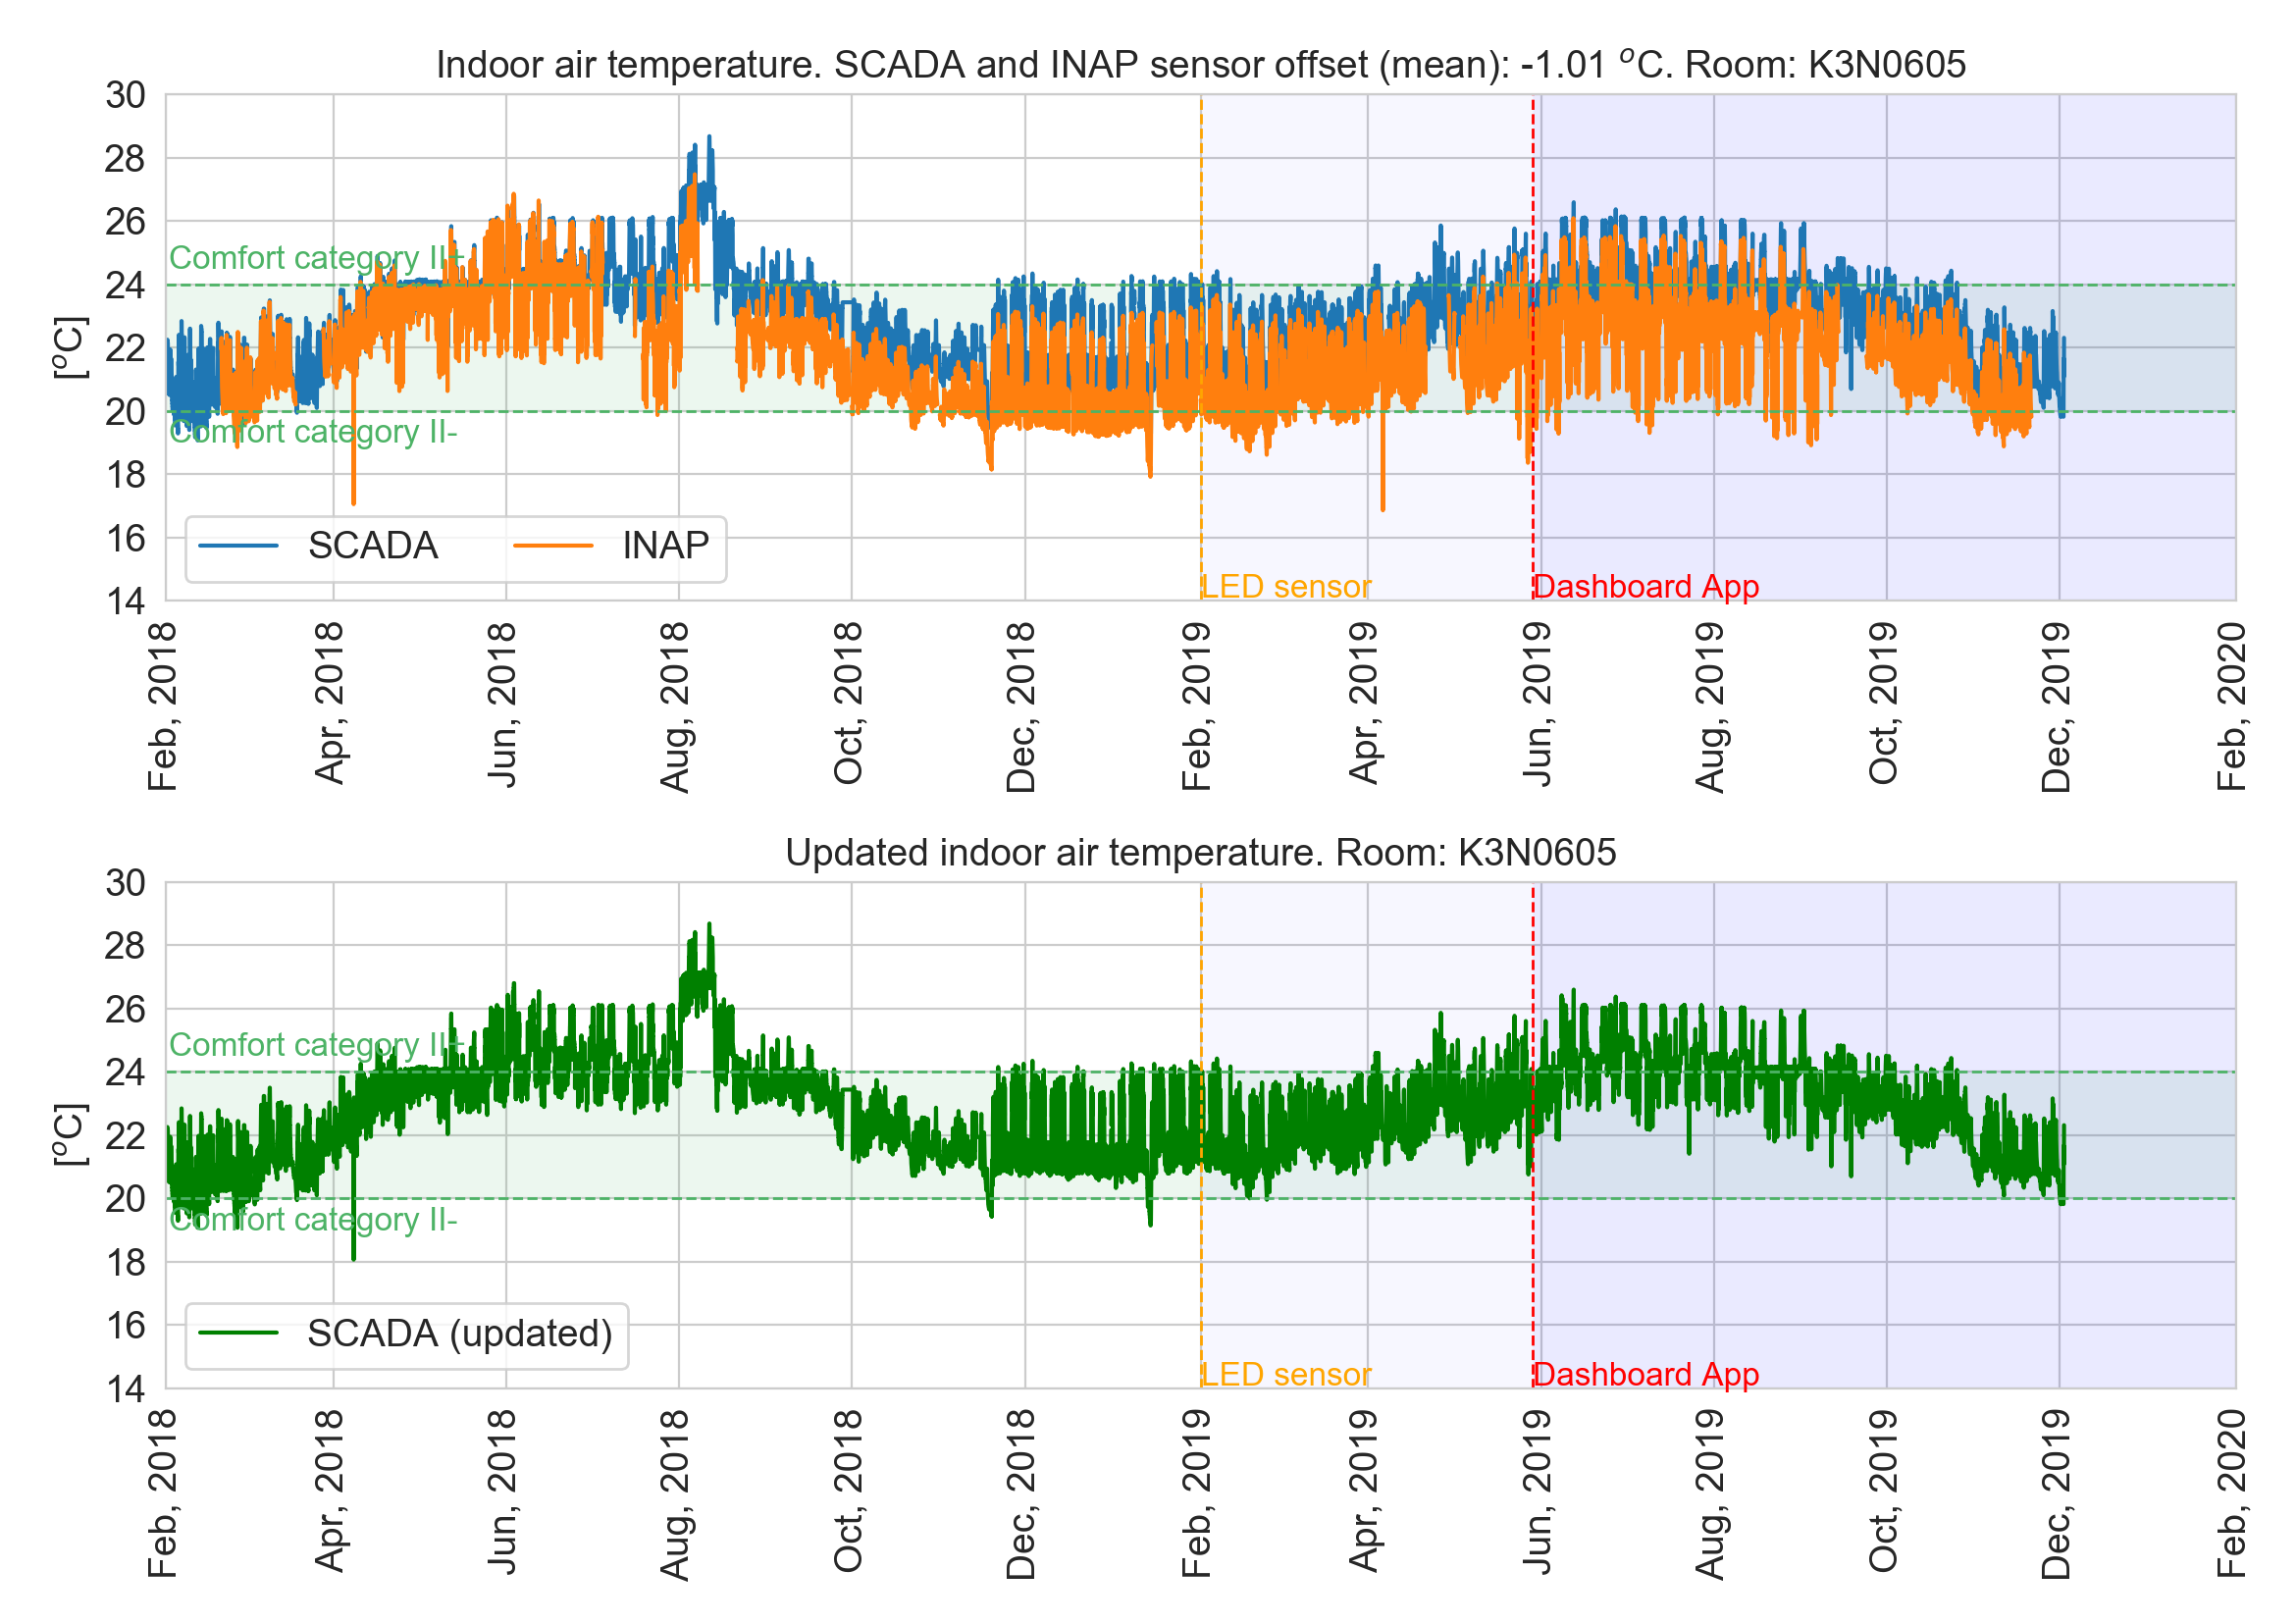 Indoor air temperature. SCADA and INAP sensor offset (mean): -1.01 °C. Room: K3N0605
30
28
26
24
22
20
18
16
14
[°C]
Comfort category II+
Comfort category II-
SCADA
INAP
LED sensor
Dashboard App
Feb, 2018
Apr, 2018
Jun, 2018
Aug, 2018
Oct, 2018
Dec, 2018
Feb, 2019
Apr, 2019
Jun, 2019
Aug, 2019
Oct, 2019
Dec, 2019
Feb, 2020
Updated indoor air temperature. Room: K3N0605
30
28
26
24
22
20
18
16
14
[°C]
Comfort category II+
Comfort category II-
SCADA (updated)
LED sensor
Dashboard App
Feb, 2018
Apr, 2018
Jun, 2018
Aug, 2018
Oct, 2018
Dec, 2018
Feb, 2019
Apr, 2019
Jun, 2019
Aug, 2019
Oct, 2019
Dec, 2019
Feb, 2020